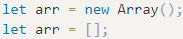 let arr = new Array();
let arr = [];